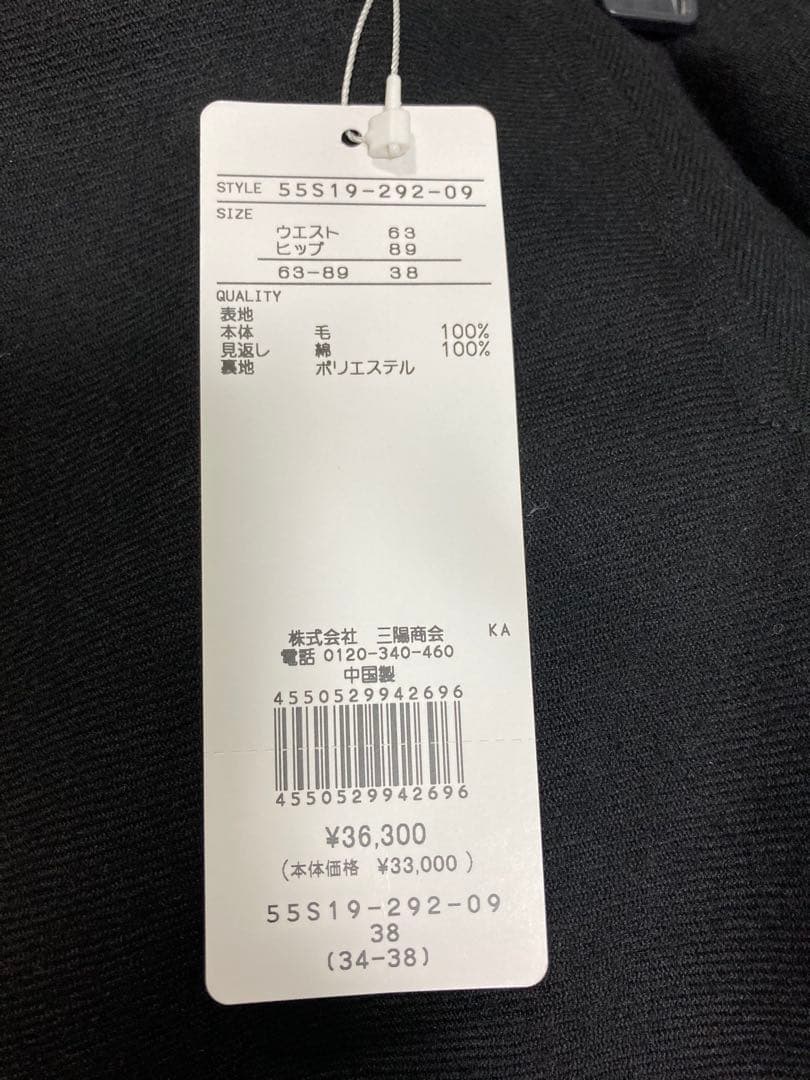 STYLE 55S19-292-09
SIZE
ウエスト 63
ヒップ 89
63-89 38
QUALITY
表地
本体 毛 100%
見返し 綿 100%
裏地 ポリエステル
株式会社 三陽商会 KA
電話 0120-340-460
中国製
4550529942696
4550529942696
¥36,300
(本体価格 ¥33,000)
55S19-292-09
38
(34-38)